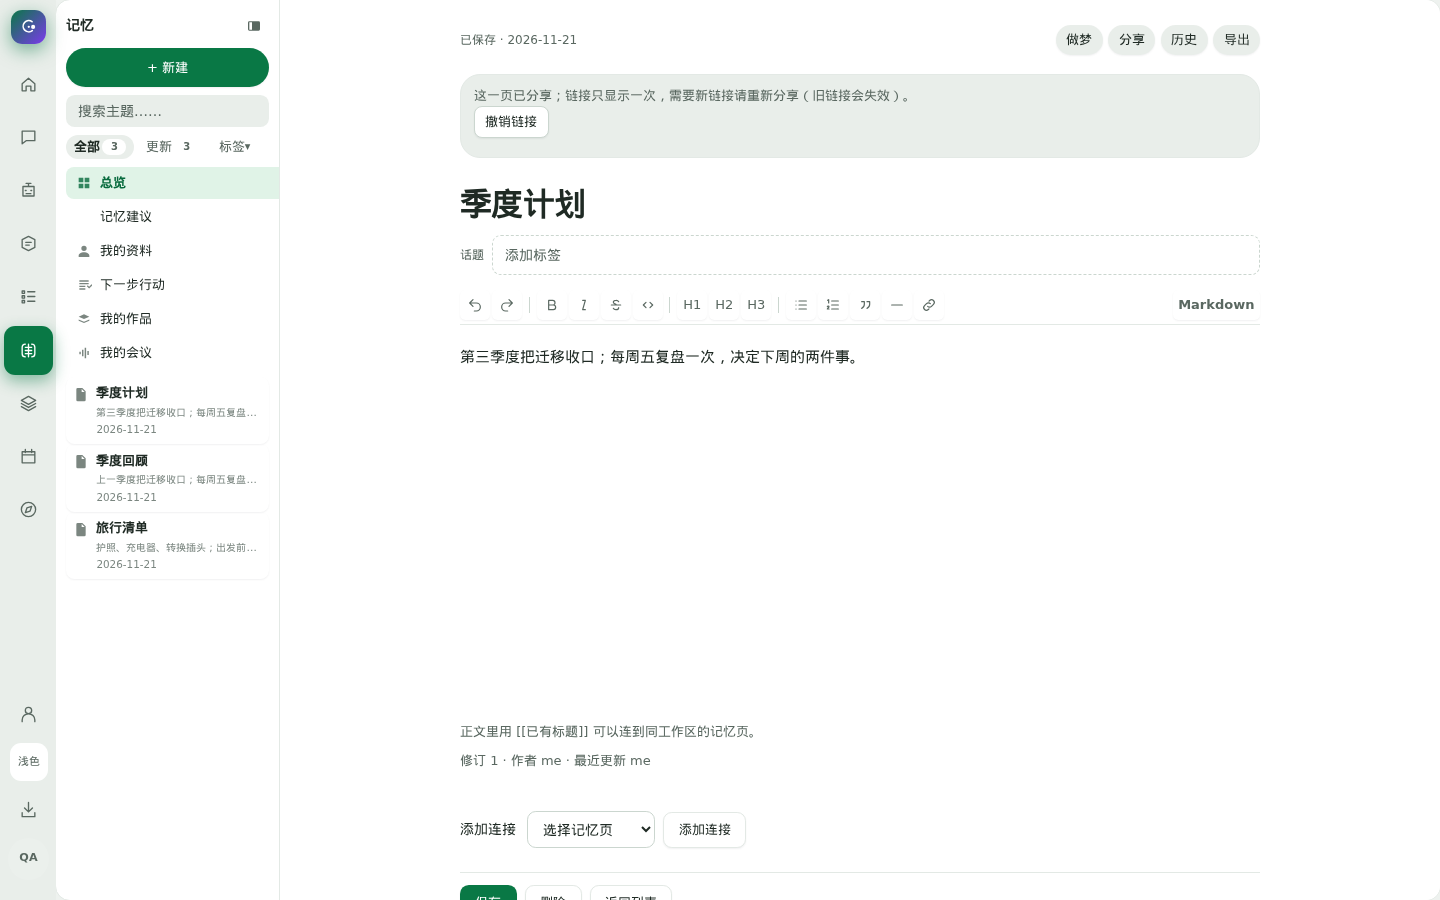 记忆
+ 新建
搜索主题……
全部 3 更新 3 标签▾
总览
记忆建议
我的资料
下一步行动
我的作品
我的会议
季度计划
第三季度把迁移收口；每周五复盘…
2026-11-21
季度回顾
上一季度把迁移收口；每周五复盘…
2026-11-21
旅行清单
护照、充电器、转换插头；出发前…
2026-11-21
浅色
QA
已保存 · 2026-11-21
做梦 分享 历史 导出
这一页已分享；链接只显示一次，需要新链接请重新分享（旧链接会失效）。
撤销链接
季度计划
话题 添加标签
B I S <> H1 H2 H3 Markdown
第三季度把迁移收口；每周五复盘一次，决定下周的两件事。
正文里用 [[已有标题]] 可以连到同工作区的记忆页。
修订 1 · 作者 me · 最近更新 me
添加连接 选择记忆页 添加连接
保存 删除 返回列表